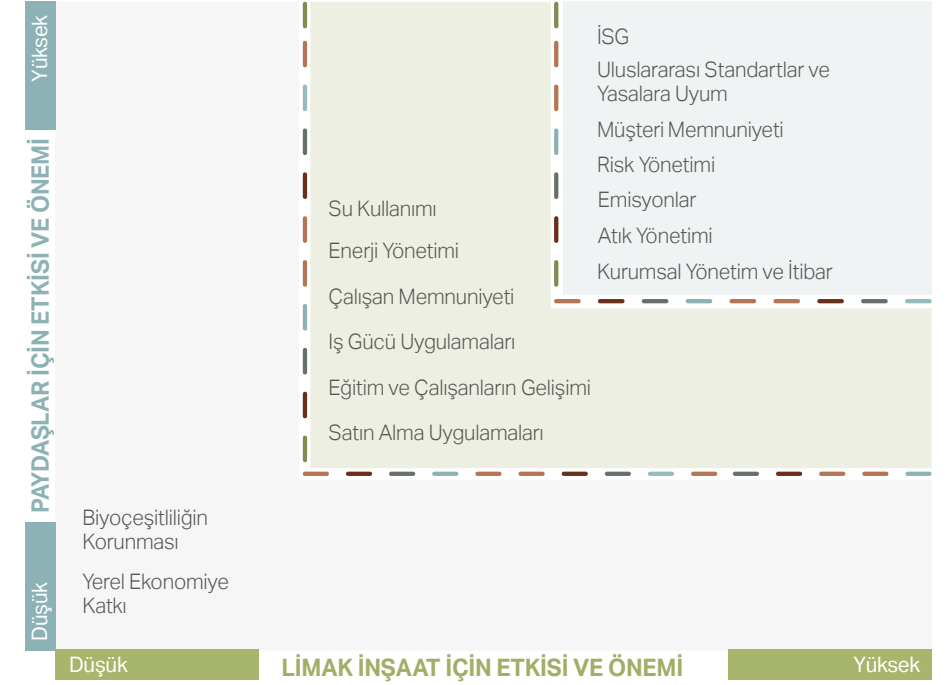 Yüksek
PAYDAŞLAR İÇİN ETKİSİ VE ÖNEMİ
Düşük
İSG
Uluslararası Standartlar ve
Yasalara Uyum
Müşteri Memnuniyeti
Risk Yönetimi
Emisyonlar
Atık Yönetimi
Kurumsal Yönetim ve İtibar
Su Kullanımı
Enerji Yönetimi
Çalışan Memnuniyeti
Iş Gücü Uygulamaları
Eğitim ve Çalışanların Gelişimi
Satın Alma Uygulamaları
Biyoçeşitliliğin
Korunması
Yerel Ekonomiye
Katkı
Düşük
LİMAK İNŞAAT İÇİN ETKİSİ VE ÖNEMİ
Yüksek